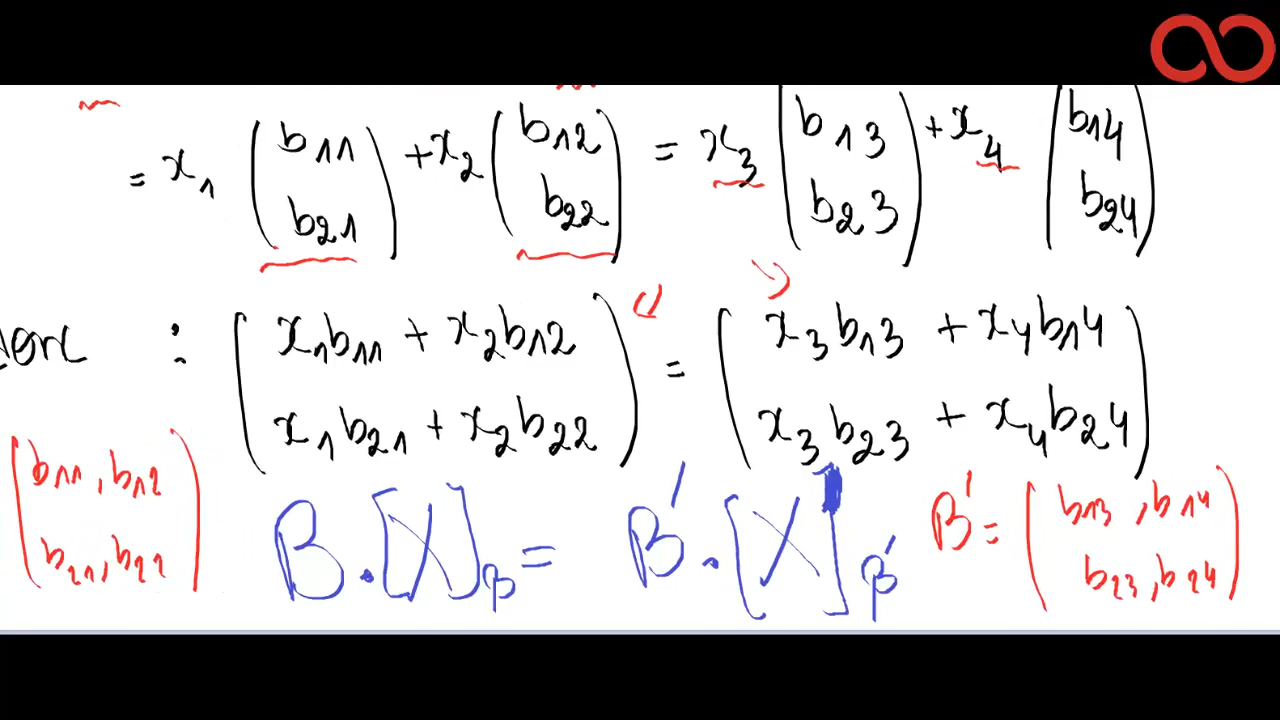 = x₁ (b₁₁ b₂₁) + x₂ (b₁₂ b₂₂) = x₃ (b₁₃ b₂₃) + x₄ (b₁₄ b₂₄)
: (x₁b₁₁ + x₂b₁₂ = x₃b₁₃ + x₄b₁₄)
(x₁b₂₁ + x₂b₂₂ x₃b₂₃ + x₄b₂₄)
(b₁₁, b₁₂
b₂₁, b₂₂)
B.[X]β = B'.[X]β'
B' = (b₁₃, b₁₄
b₂₃, b₂₄)